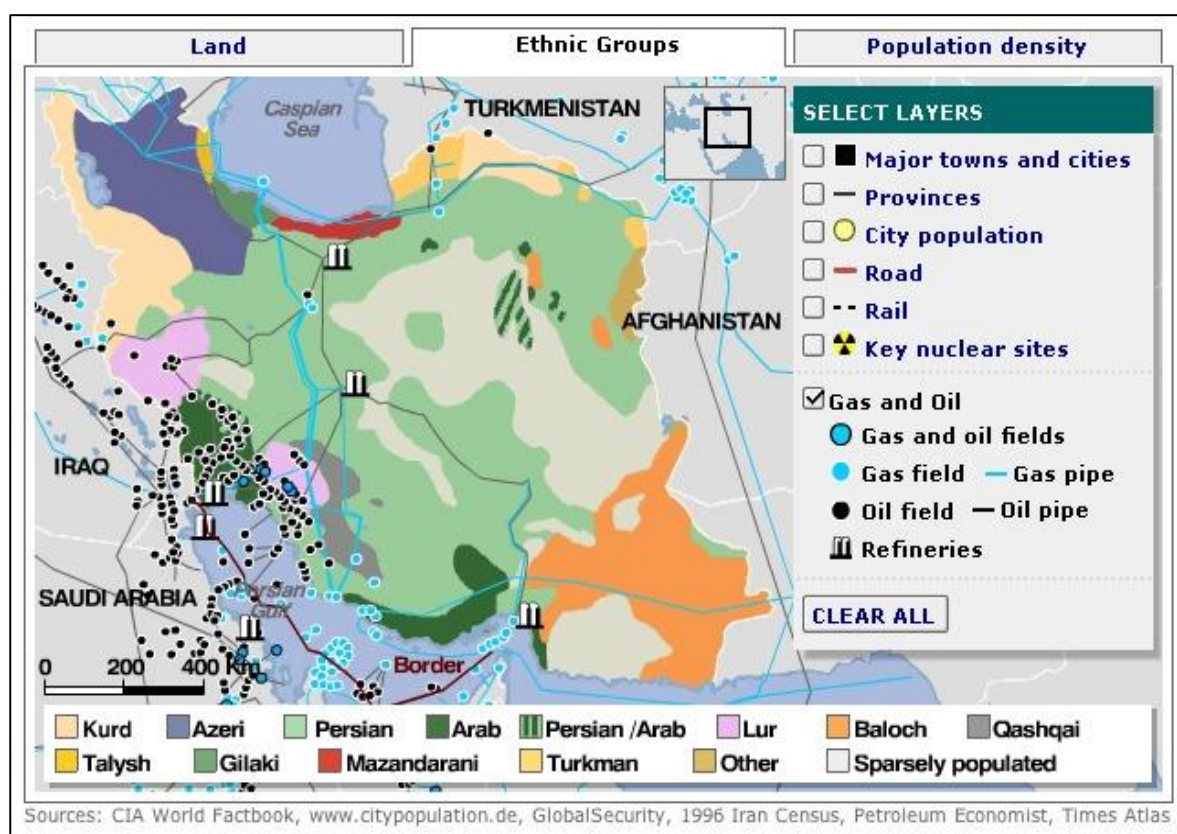 Land
Ethnic Groups
Population density
Caspian
Sea
TURKMENISTAN
AFGHANISTAN
IRAQ
SAUDI ARABIA
Persian
Gulf
Border
0 200 400 Km
SELECT LAYERS
Major towns and cities
Provinces
City population
Road
Rail
Key nuclear sites
Gas and Oil
Gas and oil fields
Gas field Gas pipe
Oil field Oil pipe
Refineries
CLEAR ALL
Kurd Azeri Persian Arab Persian /Arab Lur Baloch Qashqai
Talysh Gilaki Mazandarani Turkman Other Sparsely populated
Sources: CIA World Factbook, www.citypopulation.de, GlobalSecurity, 1996 Iran Census, Petroleum Economist, Times Atlas